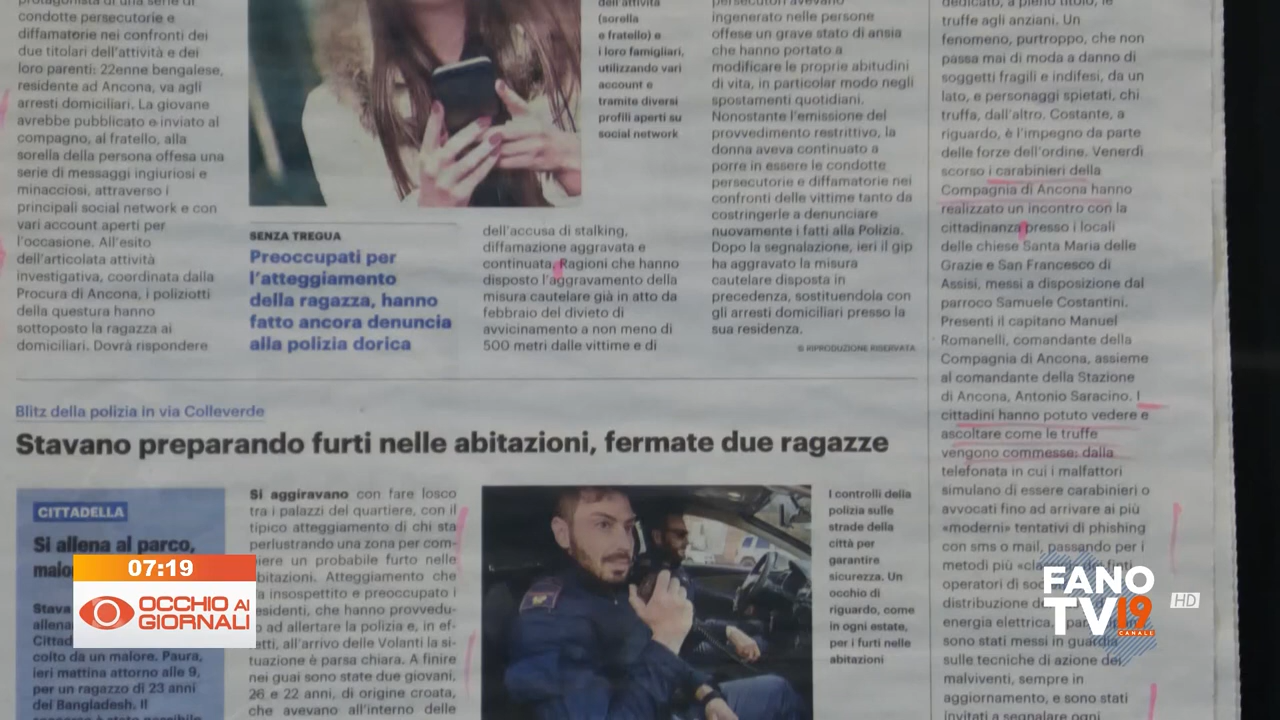 protagonista di una serie di
condotte persecutorie e
diffamatorie nei confronti dei
due titolari dell'attività e dei
loro parenti: 22enne bengalese,
residente ad Ancona, va agli
arresti domiciliari. La giovane
avrebbe pubblicato e inviato al
compagno, al fratello, alla
sorella della persona offesa una
serie di messaggi ingiuriosi e
minacciosi, attraverso i
principali social network e con
vari account aperti per
l'occasione. All'esito
dell'articolata attività
investigativa, coordinata dalla
Procura di Ancona, i poliziotti
della questura hanno
sottoposto la ragazza ai
domiciliari. Dovrà rispondere
SENZA TREGUA
Preoccupati per
l'atteggiamento
della ragazza, hanno
fatto ancora denuncia
alla polizia dorica
dell'accusa di stalking,
diffamazione aggravata e
continuata. Ragioni che hanno
disposto l'aggravamento della
misura cautelare già in atto da
febbraio del divieto di
avvicinamento a non meno di
500 metri dalle vittime e di
dell'attività
(sorella
e fratello) e
i loro famigliari,
utilizzando vari
account e
tramite diversi
profili aperti su
social network
persecutori avevano
ingenerato nelle persone
offese un grave stato di ansia
che hanno portato a
modificare le proprie abitudini
di vita, in particolar modo negli
spostamenti quotidiani.
Nonostante l'emissione del
provvedimento restrittivo, la
donna aveva continuato a
porre in essere le condotte
persecutorie e diffamatorie nei
confronti delle vittime tanto da
costringerle a denunciare
nuovamente i fatti alla Polizia.
Dopo la segnalazione, ieri il gip
ha aggravato la misura
cautelare disposta in
precedenza, sostituendola con
gli arresti domiciliari presso la
sua residenza.
© RIPRODUZIONE RISERVATA
dedicato, a pieno titolo, le
truffe agli anziani. Un
fenomeno, purtroppo, che non
passa mai di moda a danno di
soggetti fragili e indifesi, da un
lato, e personaggi spietati, chi
truffa, dall'altro. Costante, a
riguardo, è l'impegno da parte
delle forze dell'ordine. Venerdì
scorso i carabinieri della
Compagnia di Ancona hanno
realizzato un incontro con la
cittadinanza presso i locali
delle chiese Santa Maria delle
Grazie e San Francesco di
Assisi, messi a disposizione dal
parroco Samuele Costantini.
Presenti il capitano Manuel
Romanelli, comandante della
Compagnia di Ancona, assieme
al comandante della Stazione
di Ancona, Antonio Saracino. I
cittadini hanno potuto vedere e
ascoltare come le truffe
vengono commesse: dalla
telefonata in cui i malfattori
simulano di essere carabinieri o
avvocati fino ad arrivare ai più
«moderni» tentativi di phishing
con sms o mail, passando per i
metodi più
operatori di
distribuzione
energia elettrica.
sono stati messi in guardia
sulle tecniche di azione dei
malviventi, sempre in
aggiornamento, e sono stati
invitati a segnalare ogni
Blitz della polizia in via Colleverde
Stavano preparando furti nelle abitazioni, fermate due ragazze
CITTADELLA
Si allena al parco,
Stava
allena
Cittad
colto da un malore. Paura,
ieri mattina attorno alle 9,
per un ragazzo di 23 anni
del Bangladesh. Il
Si aggiravano con fare losco
tra i palazzi del quartiere, con il
tipico atteggiamento di chi sta
perlustrando una zona per com-
piere un probabile furto nelle
abitazioni. Atteggiamento che
ha insospettito e preoccupato i
residenti, che hanno provvedu-
to ad allertare la polizia e, in ef-
fetti, all'arrivo delle Volanti la si-
tuazione è parsa chiara. A finire
nei guai sono state due giovani,
26 e 22 anni, di origine croata,
che avevano all'interno delle
I controlli della
polizia sulle
strade della
città per
garantire
sicurezza. Un
occhio di
riguardo, come
in ogni estate,
per i furti nelle
abitazioni
07:19
OCCHIO AI
GIORNALI
FANO
TV 19
CANALE
HD